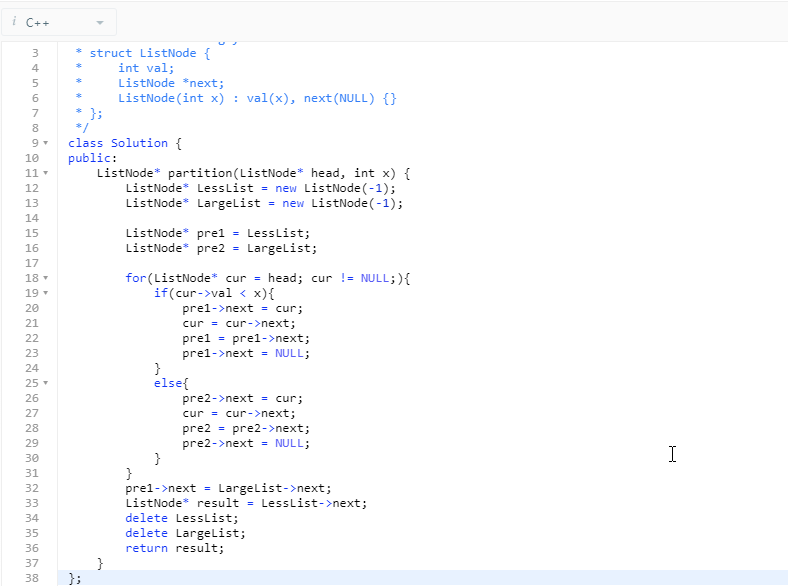 i C++
3 * struct ListNode {
4 *     int val;
5 *     ListNode *next;
6 *     ListNode(int x) : val(x), next(NULL) {}
7 * };
8 */
9 class Solution {
10 public:
11     ListNode* partition(ListNode* head, int x) {
12         ListNode* LessList = new ListNode(-1);
13         ListNode* LargeList = new ListNode(-1);
14
15         ListNode* pre1 = LessList;
16         ListNode* pre2 = LargeList;
17
18         for(ListNode* cur = head; cur != NULL;){
19             if(cur->val < x){
20                 pre1->next = cur;
21                 cur = cur->next;
22                 pre1 = pre1->next;
23                 pre1->next = NULL;
24             }
25             else{
26                 pre2->next = cur;
27                 cur = cur->next;
28                 pre2 = pre2->next;
29                 pre2->next = NULL;
30             }
31         }
32         pre1->next = LargeList->next;
33         ListNode* result = LessList->next;
34         delete LessList;
35         delete LargeList;
36         return result;
37     }
38 };